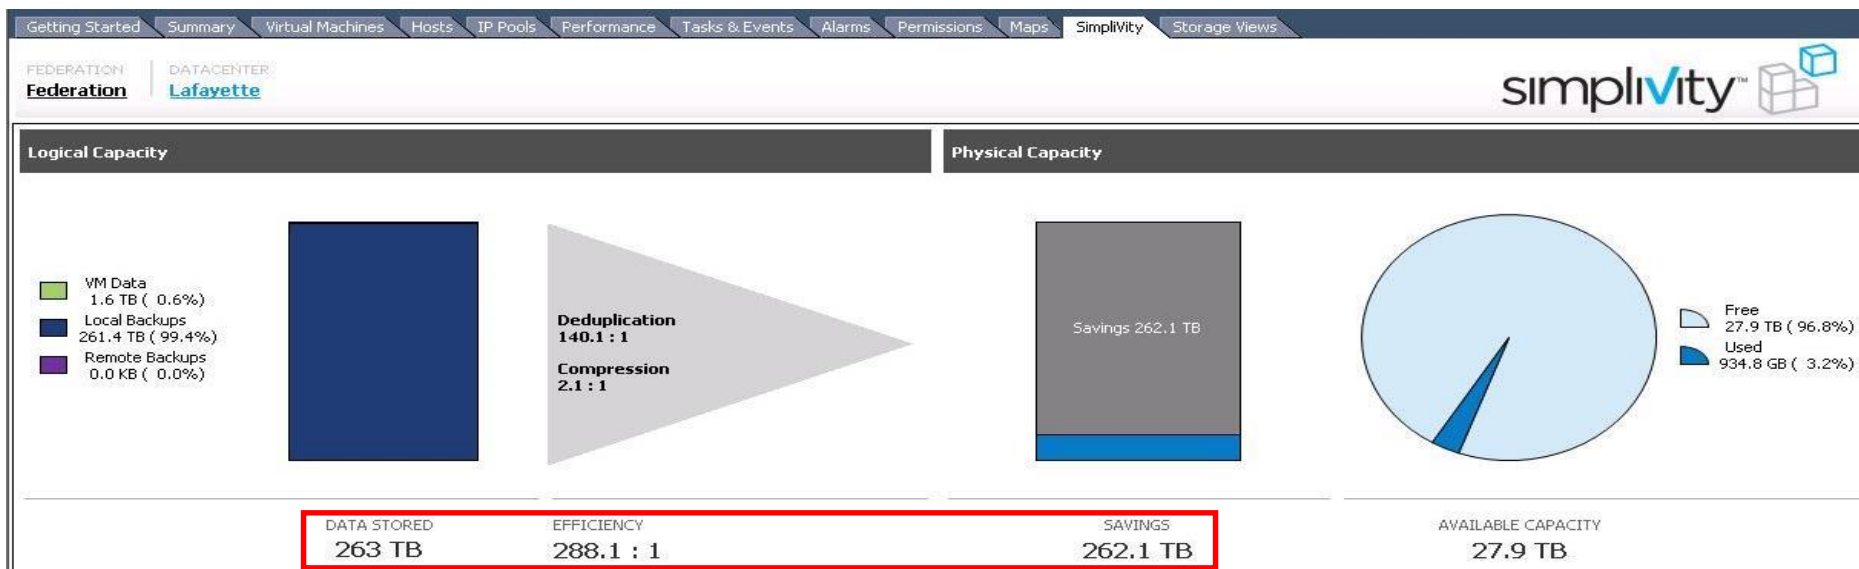 Getting Started Summary Virtual Machines Hosts IP Pools Performance Tasks & Events Alarms Permissions Maps SimpliVity Storage Views
FEDERATION DATACENTER
Federation Lafayette
simplivity™
Logical Capacity
Physical Capacity
VM Data
1.6 TB ( 0.6%)
Local Backups
261.4 TB ( 99.4%)
Remote Backups
0.0 KB ( 0.0%)
Deduplication
140.1 : 1
Compression
2.1 : 1
Savings 262.1 TB
Free
27.9 TB ( 96.8%)
Used
934.8 GB ( 3.2%)
DATA STORED EFFICIENCY SAVINGS AVAILABLE CAPACITY
263 TB 288.1 : 1 262.1 TB 27.9 TB